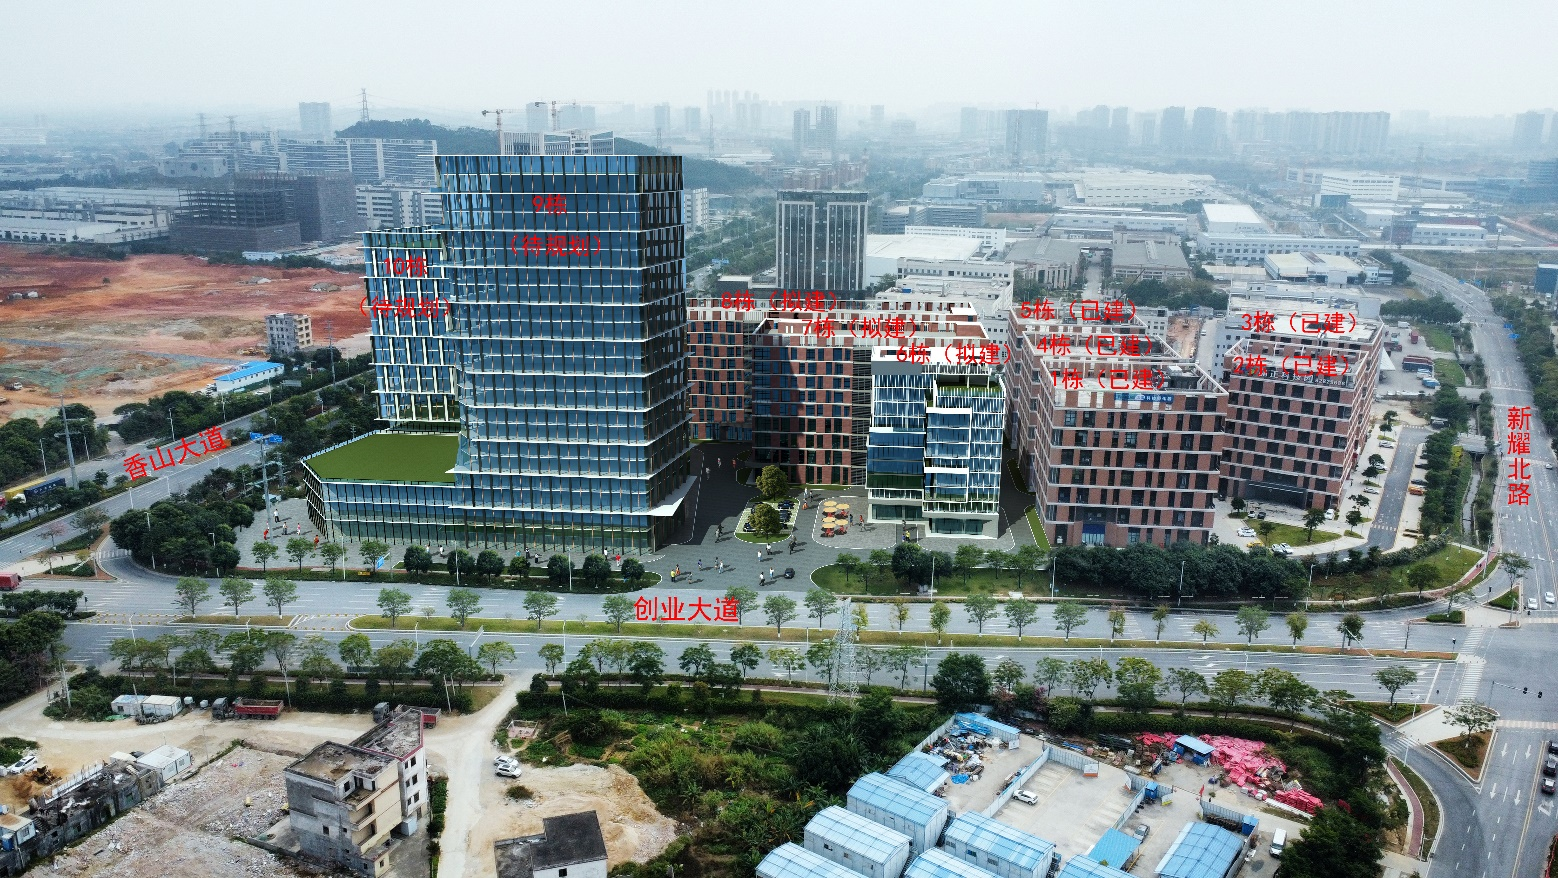 9栋
（待规划）
10栋
（待规划）
8栋（拟建）
7栋（拟建）
6栋（拟建）
5栋（已建）
4栋（已建）
1栋（已建）
3栋（已建）
2栋（已建）
香山大道
新耀北路
创业大道